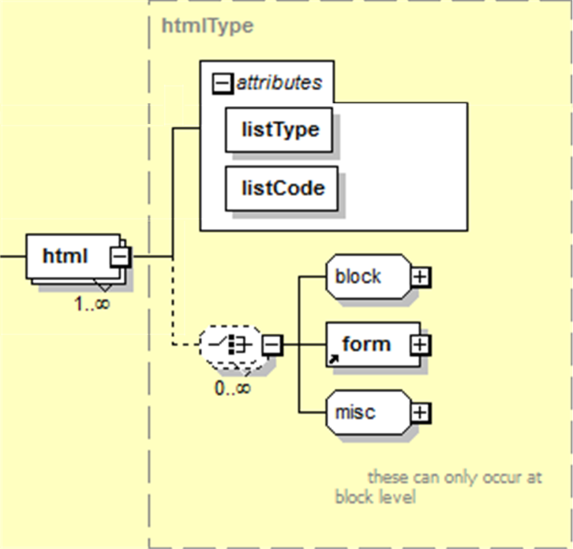 htmlType
attributes
listType
listCode
html
1..∞
block
form
0..∞
misc
these can only occur at
block level